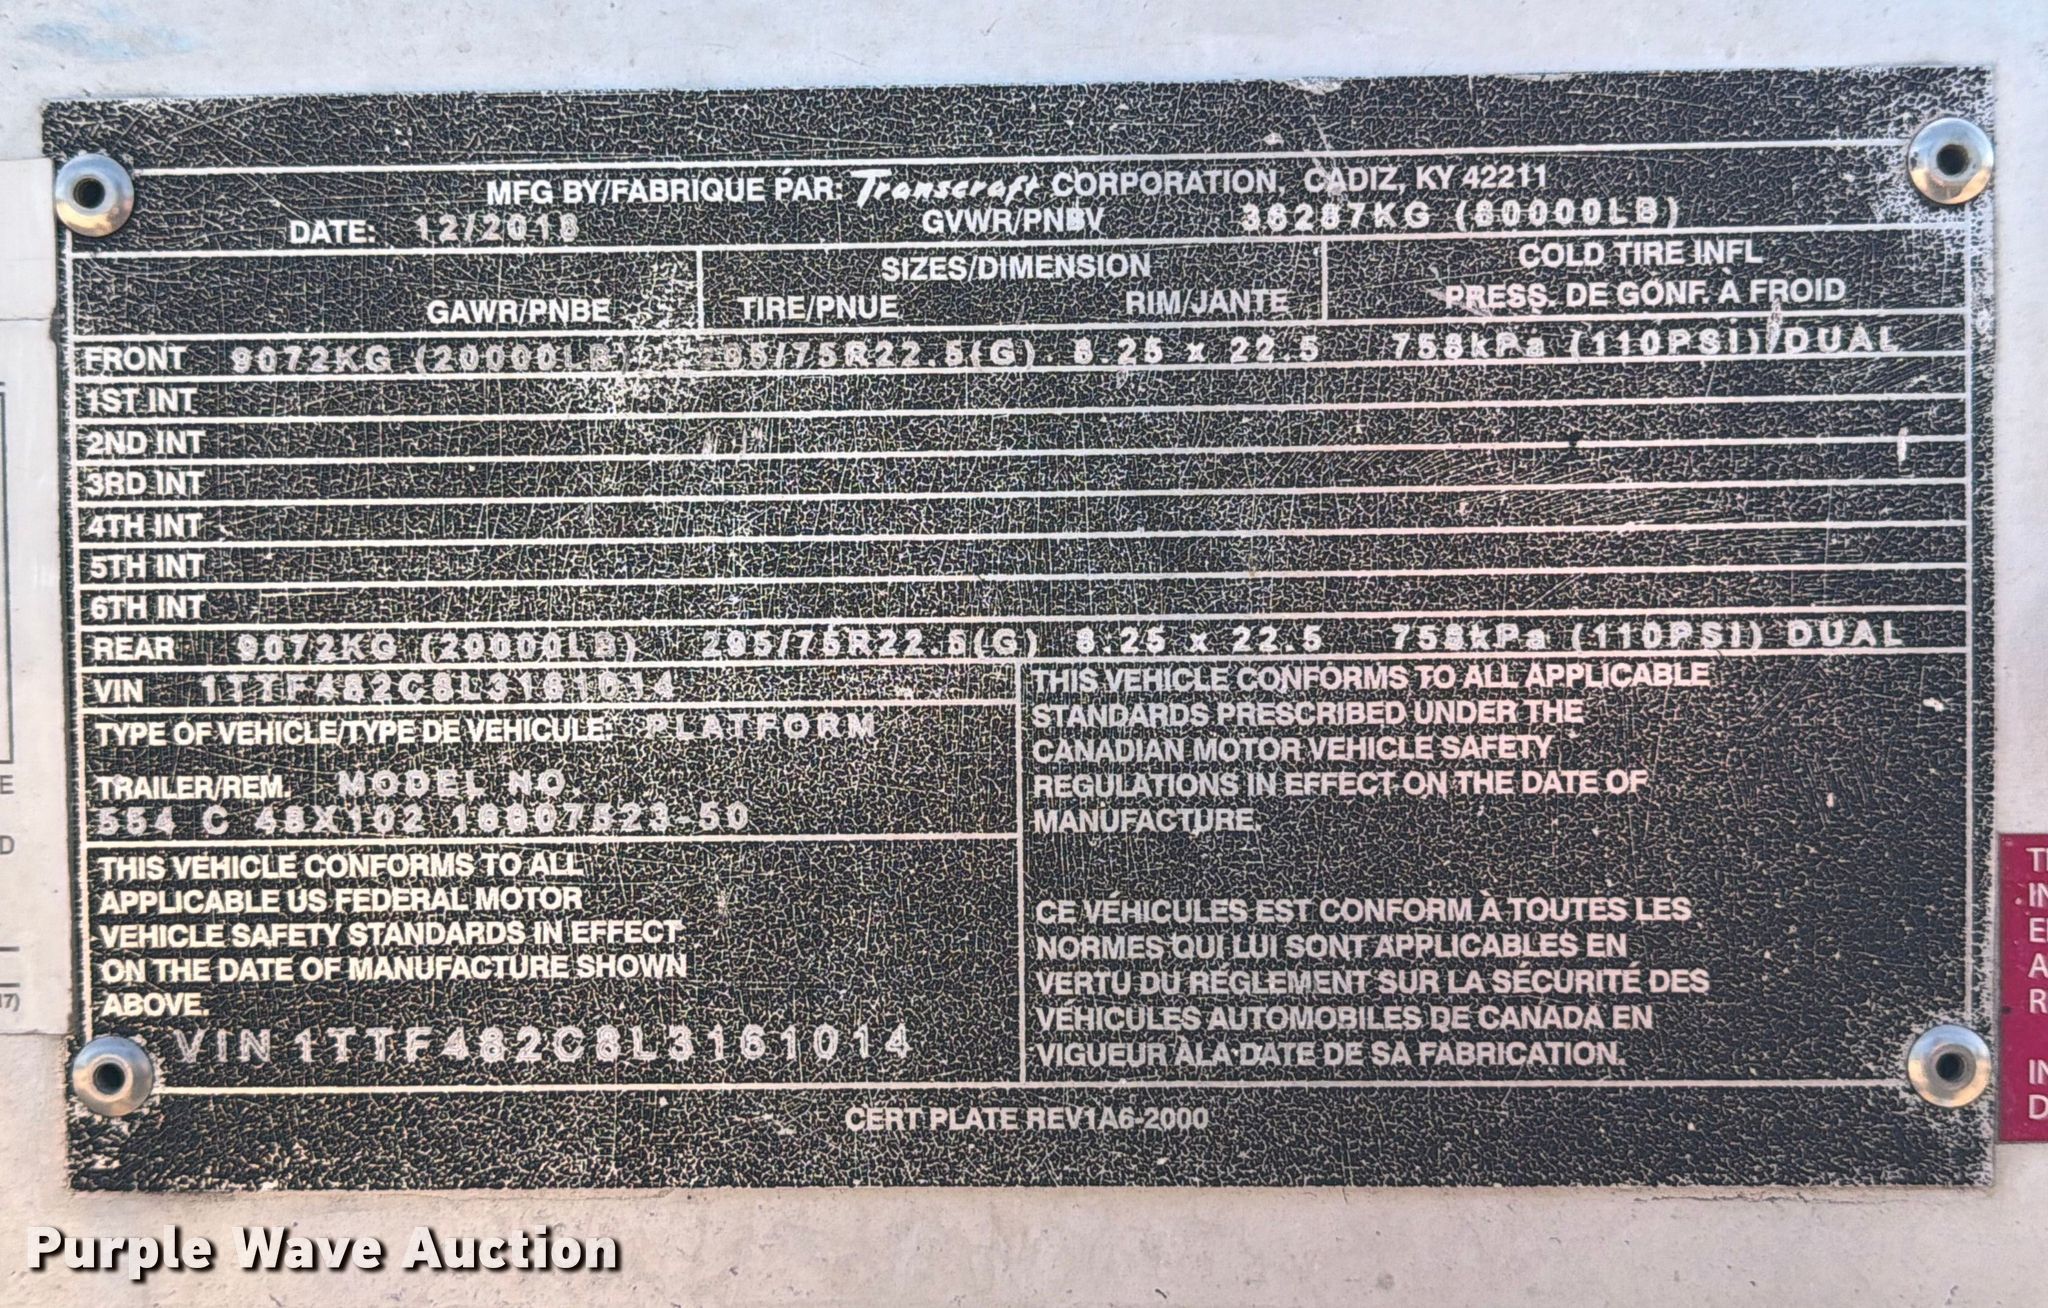 MFG BY/FABRIQUE PAR: Transcraft CORPORATION, CADIZ, KY 42211
DATE: 12/2018 GVWR/PNBV 36287KG (80000LB)
GAWR/PNBE SIZES/DIMENSION COLD TIRE INFL
TIRE/PNUE RIM/JANTE PRESS. DE GONF. À FROID
FRONT 9072KG (20000LB) 295/75R22.5(G) 8.25 x 22.5 758kPa (110PSi)/DUAL
1ST INT
2ND INT
3RD INT
4TH INT
5TH INT
6TH INT
REAR 9072KG (20000LB) 295/75R22.5(G) 8.25 x 22.5 758kPa (110PSi) DUAL
VIN 1TTF482C8L3161014
TYPE OF VEHICLE/TYPE DE VEHICULE: PLATFORM
TRAILER/REM. MODEL NO.
554 C 48X102 16007523-50
THIS VEHICLE CONFORMS TO ALL
APPLICABLE US FEDERAL MOTOR
VEHICLE SAFETY STANDARDS IN EFFECT
ON THE DATE OF MANUFACTURE SHOWN
ABOVE.
VIN 1TTF482C8L3161014
THIS VEHICLE CONFORMS TO ALL APPLICABLE
STANDARDS PRESCRIBED UNDER THE
CANADIAN MOTOR VEHICLE SAFETY
REGULATIONS IN EFFECT ON THE DATE OF
MANUFACTURE.
CE VÉHICULES EST CONFORM À TOUTES LES
NORMES QUI LUI SONT APPLICABLES EN
VERTU DU RÉGLEMENT SUR LA SÉCURITÉ DES
VÉHICULES AUTOMOBILES DE CANADA EN
VIGUEUR ÀLA DATE DE SA FABRICATION.
CERT PLATE REV1A6-2000
Purple Wave Auction